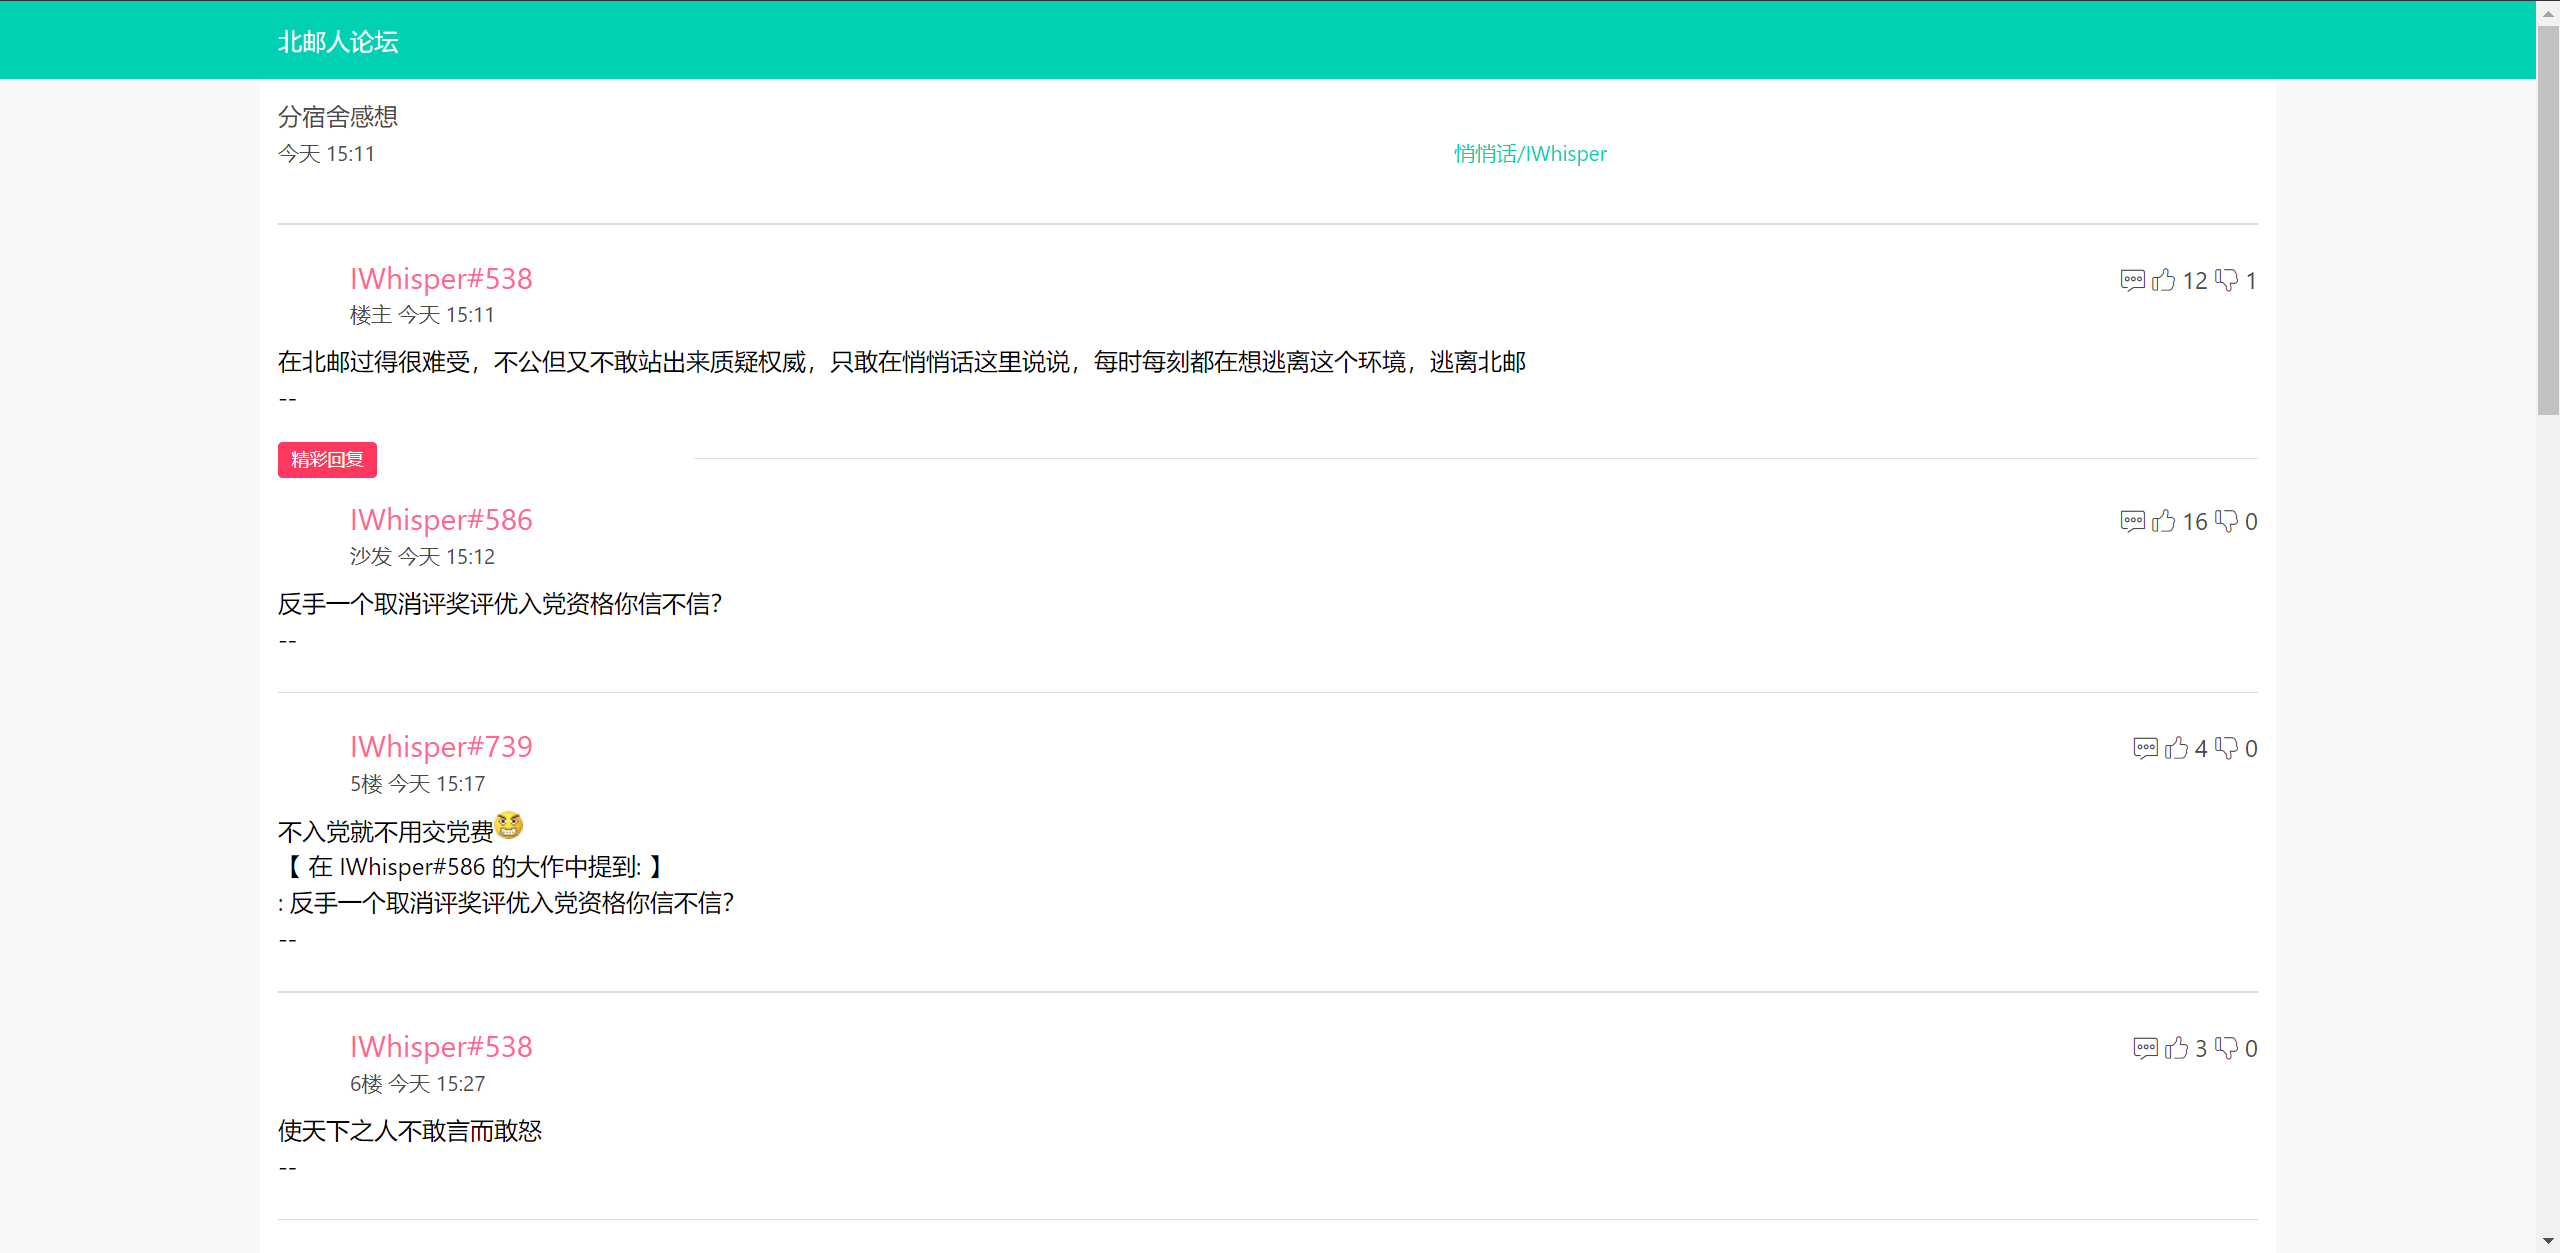 北邮人论坛
分宿舍感想
今天 15:11 悄悄话/IWhisper
IWhisper#538 12 1
楼主 今天 15:11
在北邮过得很难受，不公但又不敢站出来质疑权威，只敢在悄悄话这里说说，每时每刻都在想逃离这个环境，逃离北邮
--
精彩回复
IWhisper#586 16 0
沙发 今天 15:12
反手一个取消评奖评优入党资格你信不信？
--
IWhisper#739 4 0
5楼 今天 15:17
不入党就不用交党费
【 在 IWhisper#586 的大作中提到: 】
: 反手一个取消评奖评优入党资格你信不信？
--
IWhisper#538 3 0
6楼 今天 15:27
使天下之人不敢言而敢怒
--